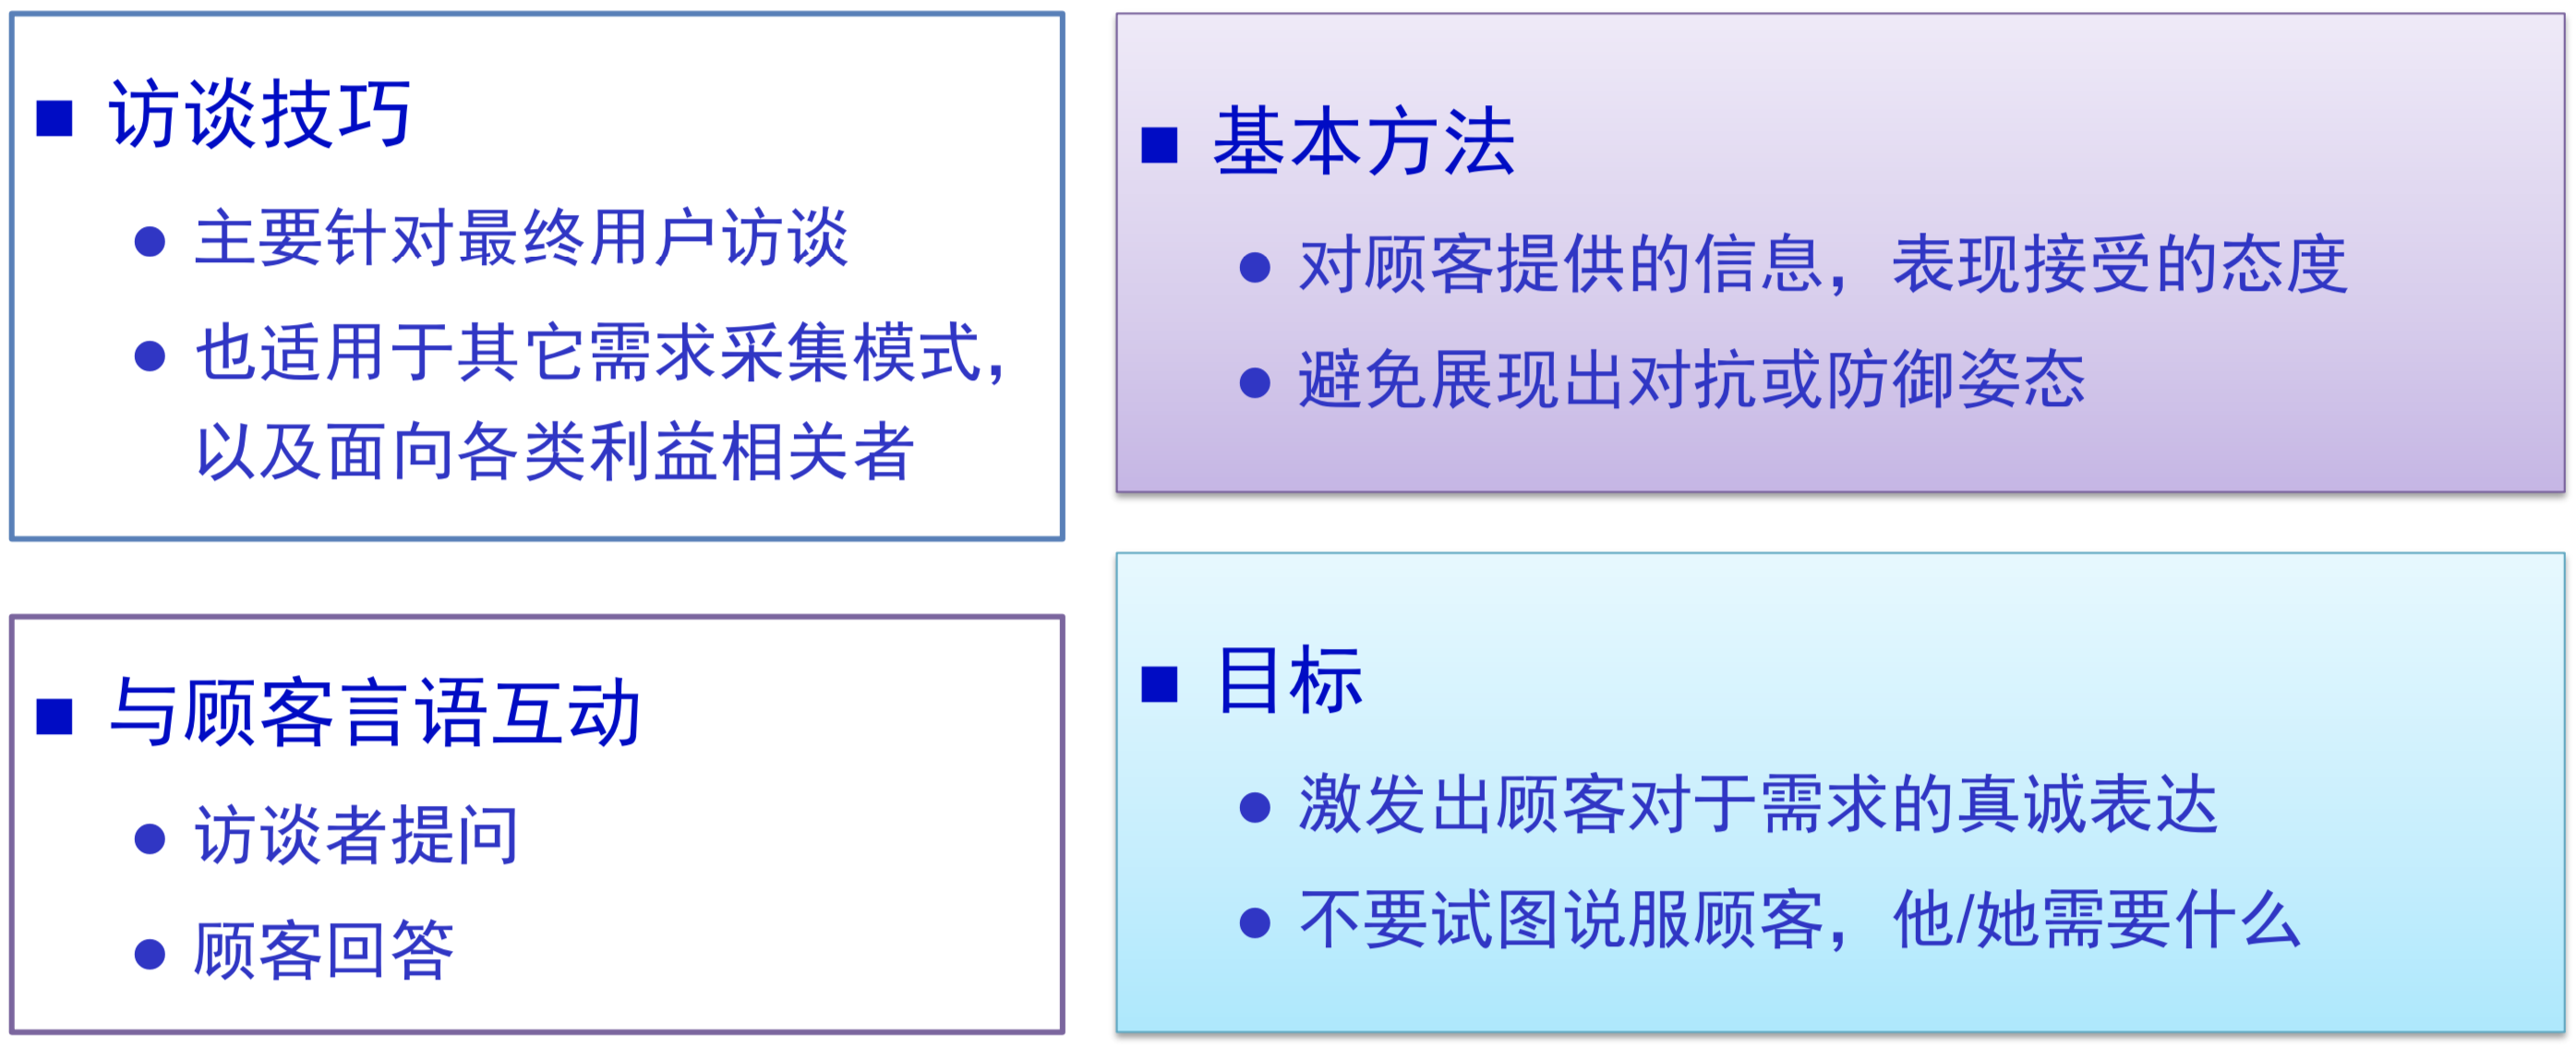 访谈技巧
主要针对最终用户访谈
也适用于其它需求采集模式，
以及面向各类利益相关者
与顾客言语互动
访谈者提问
顾客回答
基本方法
对顾客提供的信息，表现接受的态度
避免展现出对抗或防御姿态
目标
激发出顾客对于需求的真诚表达
不要试图说服顾客，他/她需要什么